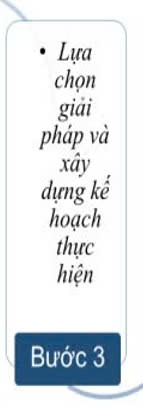 • Lựa
chọn
giải
pháp và
xây
dựng kế
hoạch
thực
hiện
Bước 3